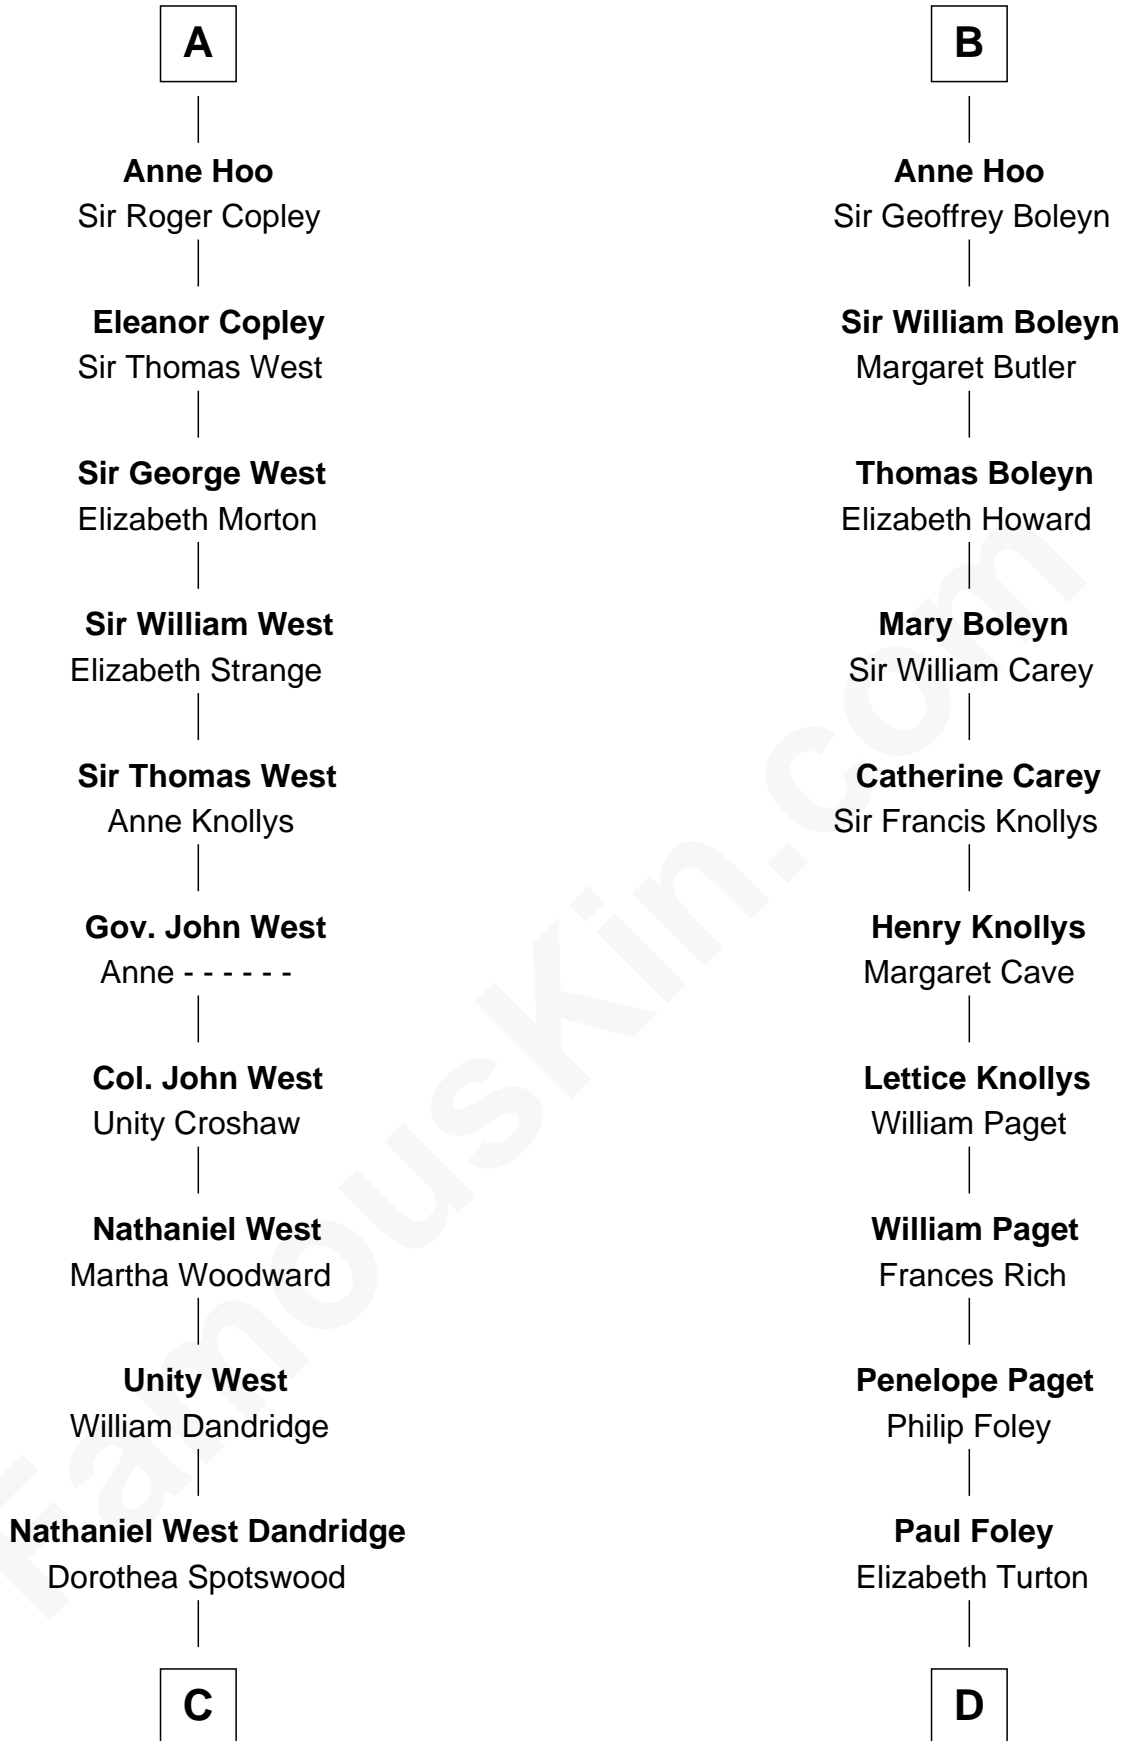 A
Anne Hoo
Sir Roger Copley
Eleanor Copley
Sir Thomas West
Sir George West
Elizabeth Morton
Sir William West
Elizabeth Strange
Sir Thomas West
Anne Knollys
Gov. John West
Anne - - - - - -
Col. John West
Unity Croshaw
Nathaniel West
Martha Woodward
Unity West
William Dandridge
Nathaniel West Dandridge
Dorothea Spotswood
C
B
Anne Hoo
Sir Geoffrey Boleyn
Sir William Boleyn
Margaret Butler
Thomas Boleyn
Elizabeth Howard
Mary Boleyn
Sir William Carey
Catherine Carey
Sir Francis Knollys
Henry Knollys
Margaret Cave
Lettice Knollys
William Paget
William Paget
Frances Rich
Penelope Paget
Philip Foley
Paul Foley
Elizabeth Turton
D
FamousKin.com